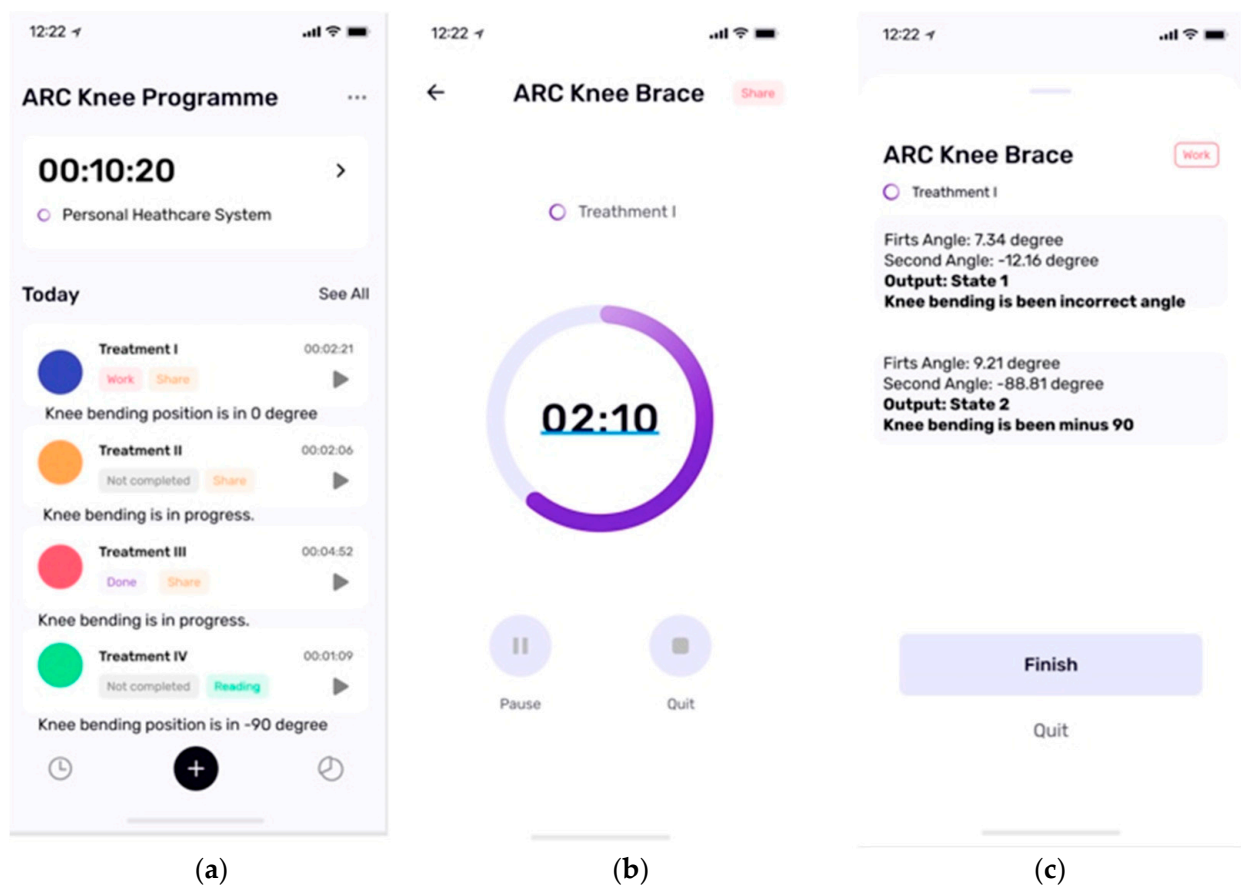 12:22
ARC Knee Programme
00:10:20
Personal Heathcare System
Today
See All
Treatment I
00:02:21
Work
Share
Knee bending position is in 0 degree
Treatment II
00:02:06
Not completed
Share
Knee bending is in progress.
Treatment III
00:04:52
Done
Share
Knee bending is in progress.
Treatment IV
00:01:09
Not completed
Reading
Knee bending position is in -90 degree
(a)
12:22
ARC Knee Brace
Share
Treathment I
02:10
Pause
Quit
(b)
12:22
ARC Knee Brace
Work
Treathment I
Firts Angle: 7.34 degree
Second Angle: -12.16 degree
Output: State 1
Knee bending is been incorrect angle
Firts Angle: 9.21 degree
Second Angle: -88.81 degree
Output: State 2
Knee bending is been minus 90
Finish
Quit
(c)